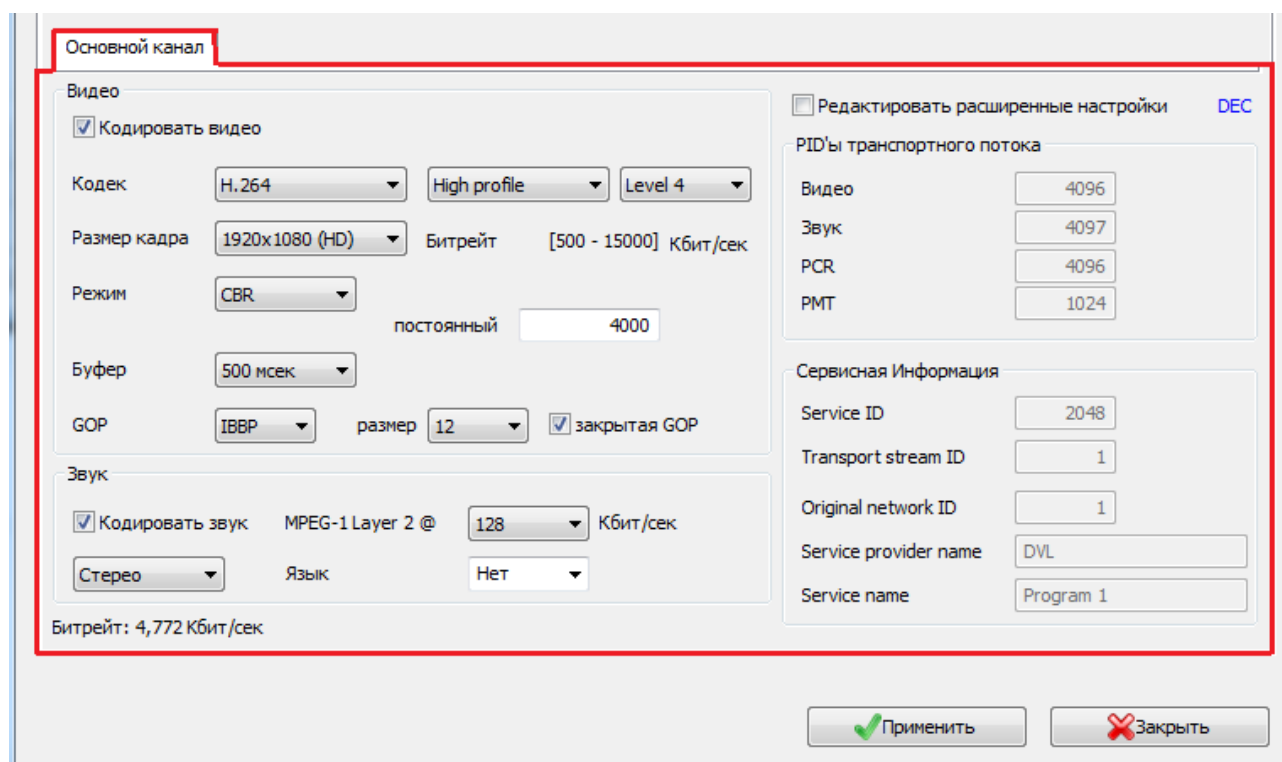 Основной канал
Видео
Кодировать видео
Кодек H.264 High profile Level 4
Размер кадра 1920x1080 (HD) Битрейт [500 - 15000] Кбит/сек
Режим CBR
постоянный 4000
Буфер 500 мсек
GOP IBBP размер 12 закрытая GOP
Звук
Кодировать звук MPEG-1 Layer 2 @ 128 Кбит/сек
Стерео Язык Нет
Битрейт: 4,772 Кбит/сек
Редактировать расширенные настройки DEC
PID'ы транспортного потока
Видео 4096
Звук 4097
PCR 4096
PMT 1024
Сервисная Информация
Service ID 2048
Transport stream ID 1
Original network ID 1
Service provider name DVL
Service name Program 1
Применить Закрыть